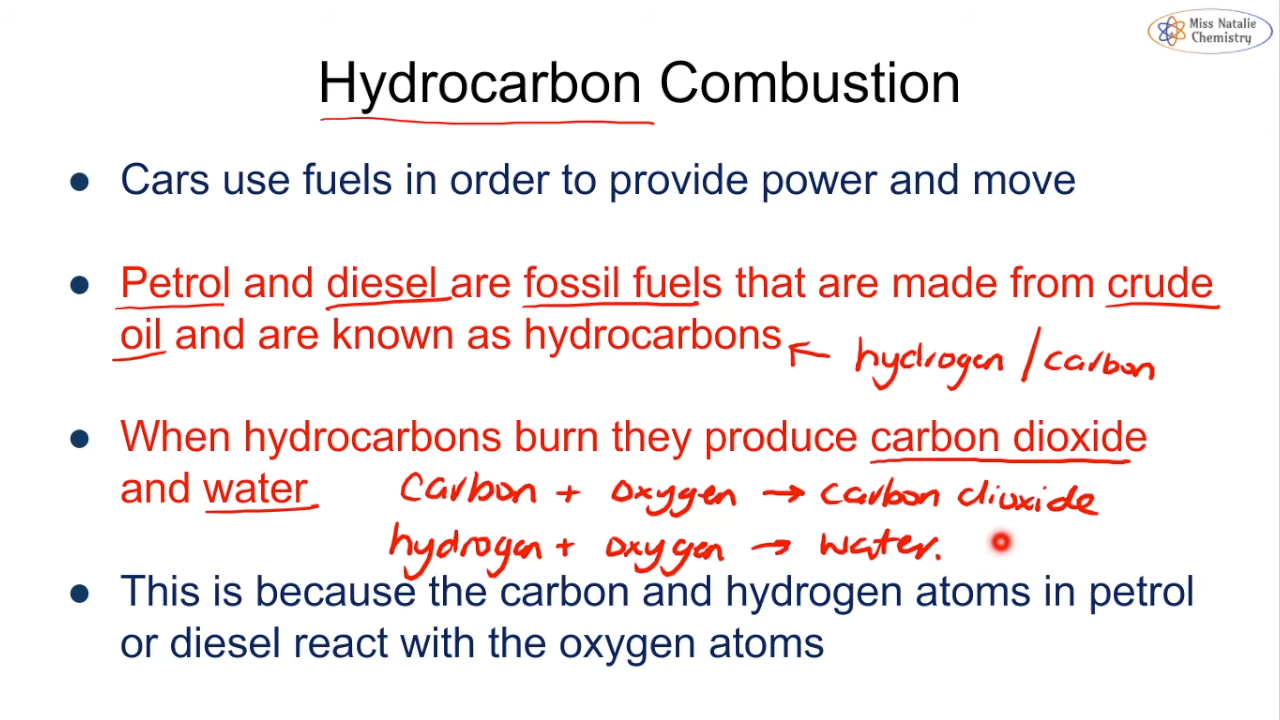 Miss Natalie
Chemistry
Hydrocarbon Combustion
● Cars use fuels in order to provide power and move
● Petrol and diesel are fossil fuels that are made from crude
oil and are known as hydrocarbons
← hydrogen / carbon
● When hydrocarbons burn they produce carbon dioxide
and water
carbon + oxygen → carbon dioxide
hydrogen + oxygen → water.
● This is because the carbon and hydrogen atoms in petrol
or diesel react with the oxygen atoms